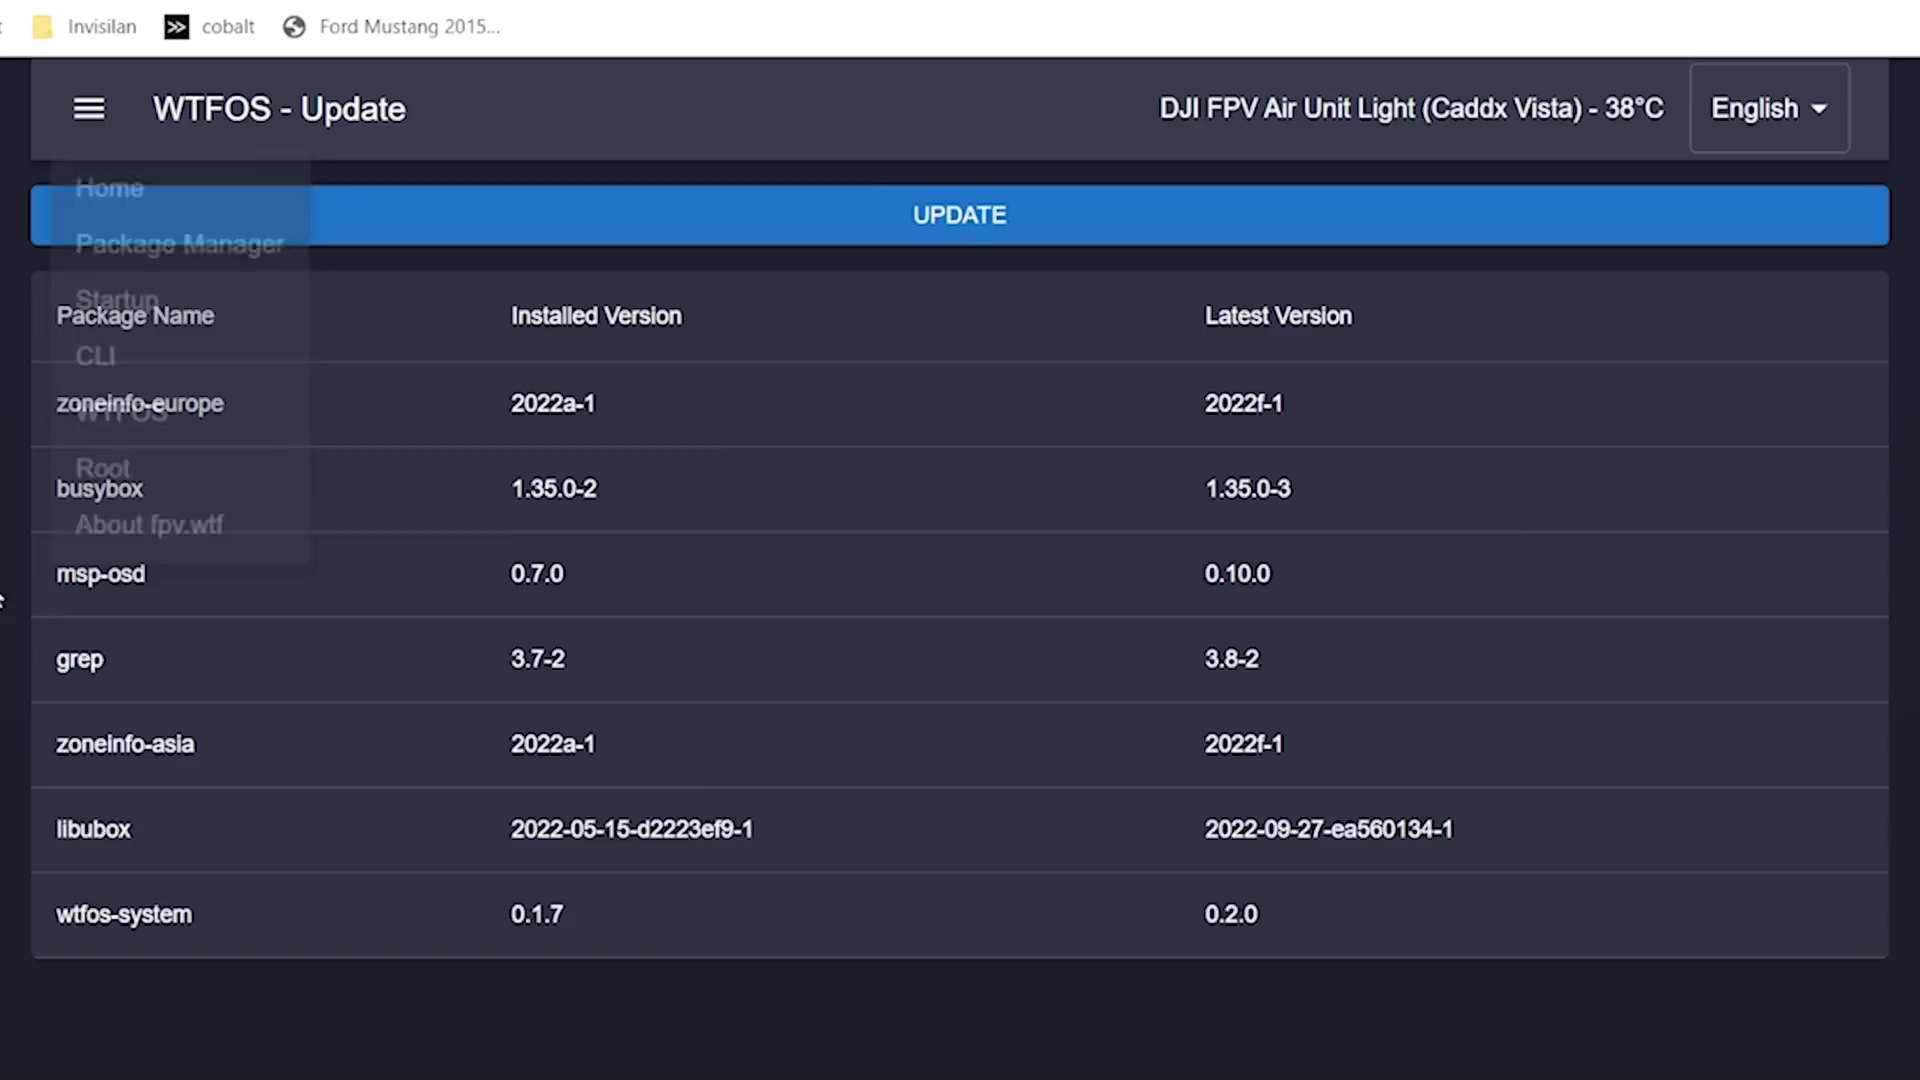 Invisilan cobalt Ford Mustang 2015...
WTFOS - Update DJI FPV Air Unit Light (Caddx Vista) - 38°C English
Home
UPDATE
Package Manager
Startup
Package Name Installed Version Latest Version
CLI
zoneinfo-europe 2022a-1 2022f-1
WTFOS
Root
busybox 1.35.0-2 1.35.0-3
About fpv.wtf
msp-osd 0.7.0 0.10.0
grep 3.7-2 3.8-2
zoneinfo-asia 2022a-1 2022f-1
libubox 2022-05-15-d2223ef9-1 2022-09-27-ea560134-1
wtfos-system 0.1.7 0.2.0